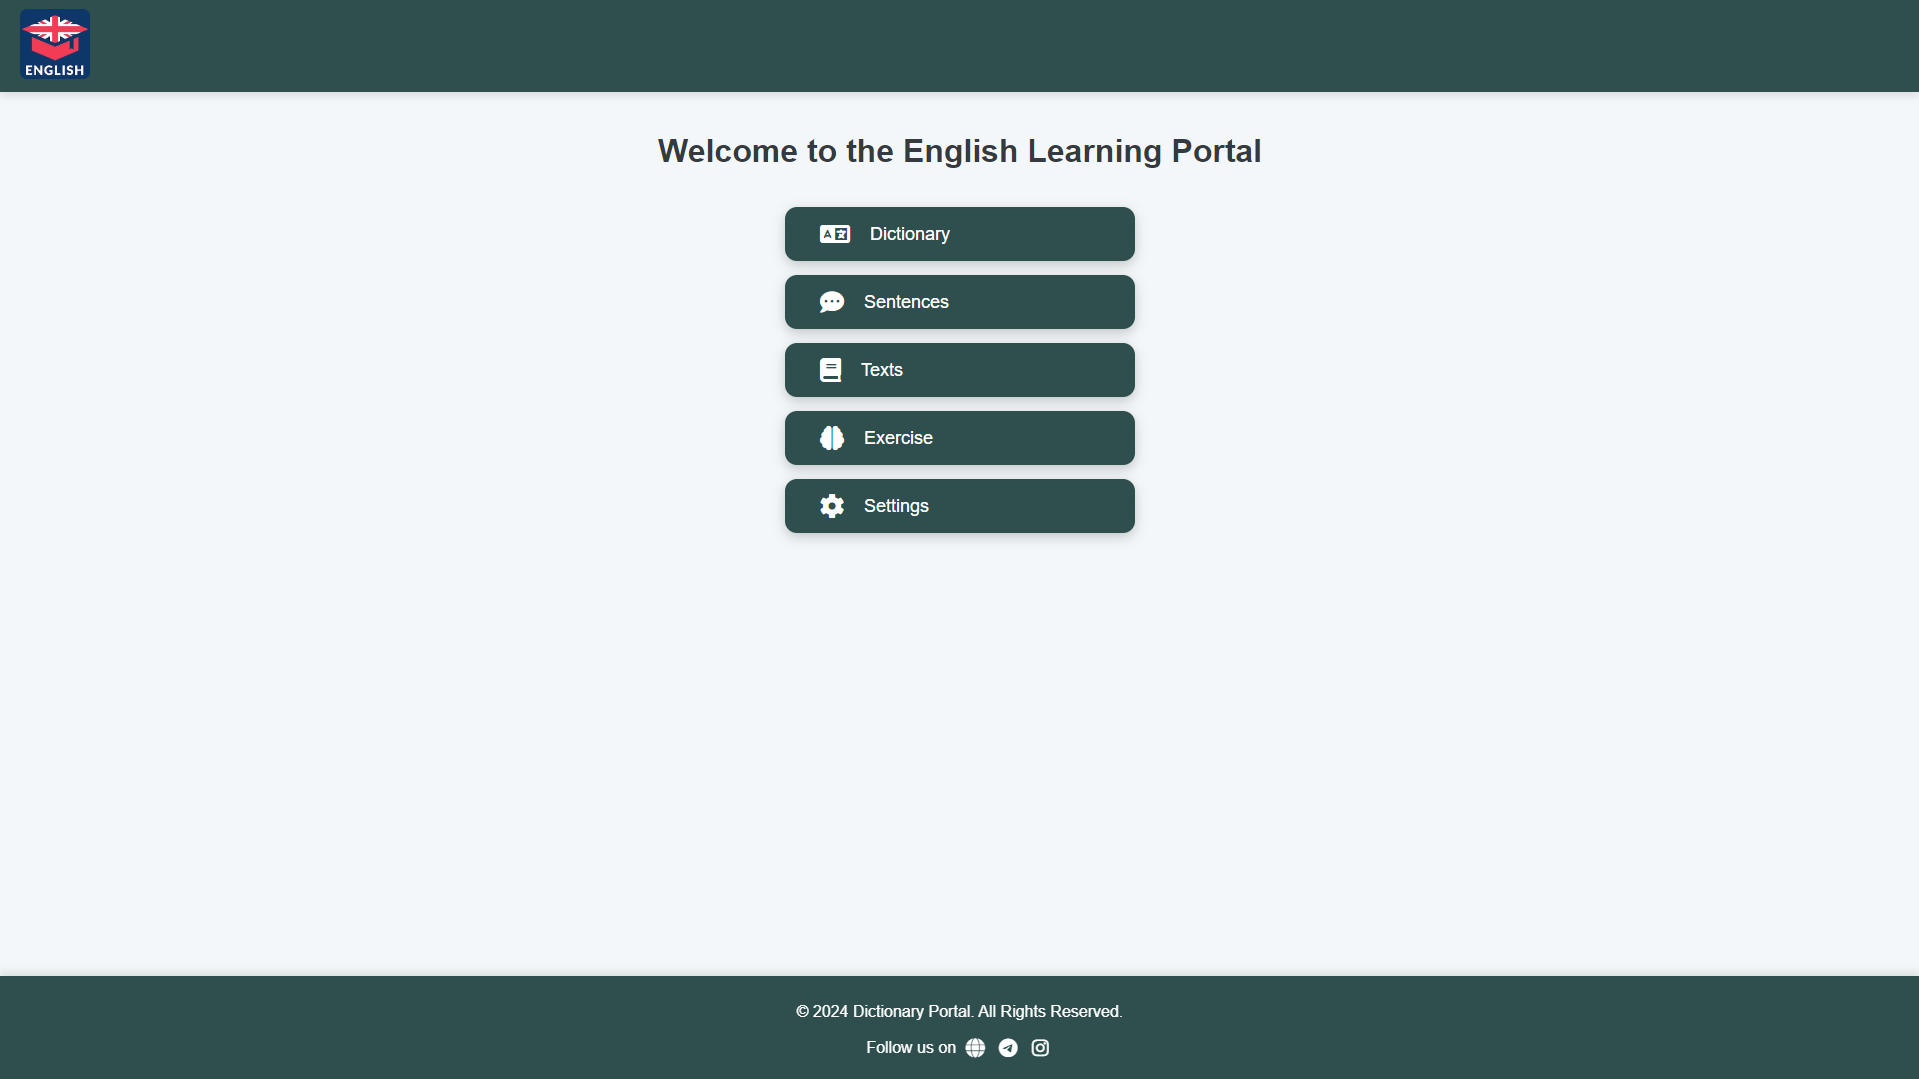 ENGLISH
Welcome to the English Learning Portal
Dictionary
Sentences
Texts
Exercise
Settings
© 2024 Dictionary Portal. All Rights Reserved.
Follow us on